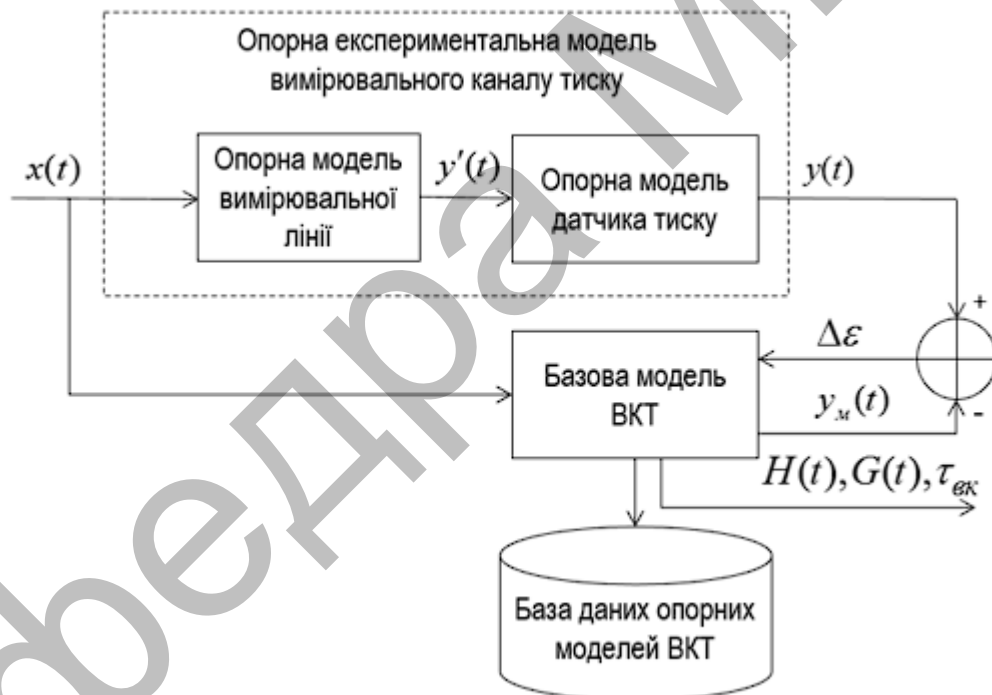 Опорна експериментальна модель
вимірювального каналу тиску
x(t)
Опорна модель
вимірювальної
лінії
y'(t)
Опорна модель
датчика тиску
y(t)
+
Δε
Базова модель
ВКТ
yм(t)
-
H(t),G(t),τвк
База даних опорних
моделей ВКТ
федра М